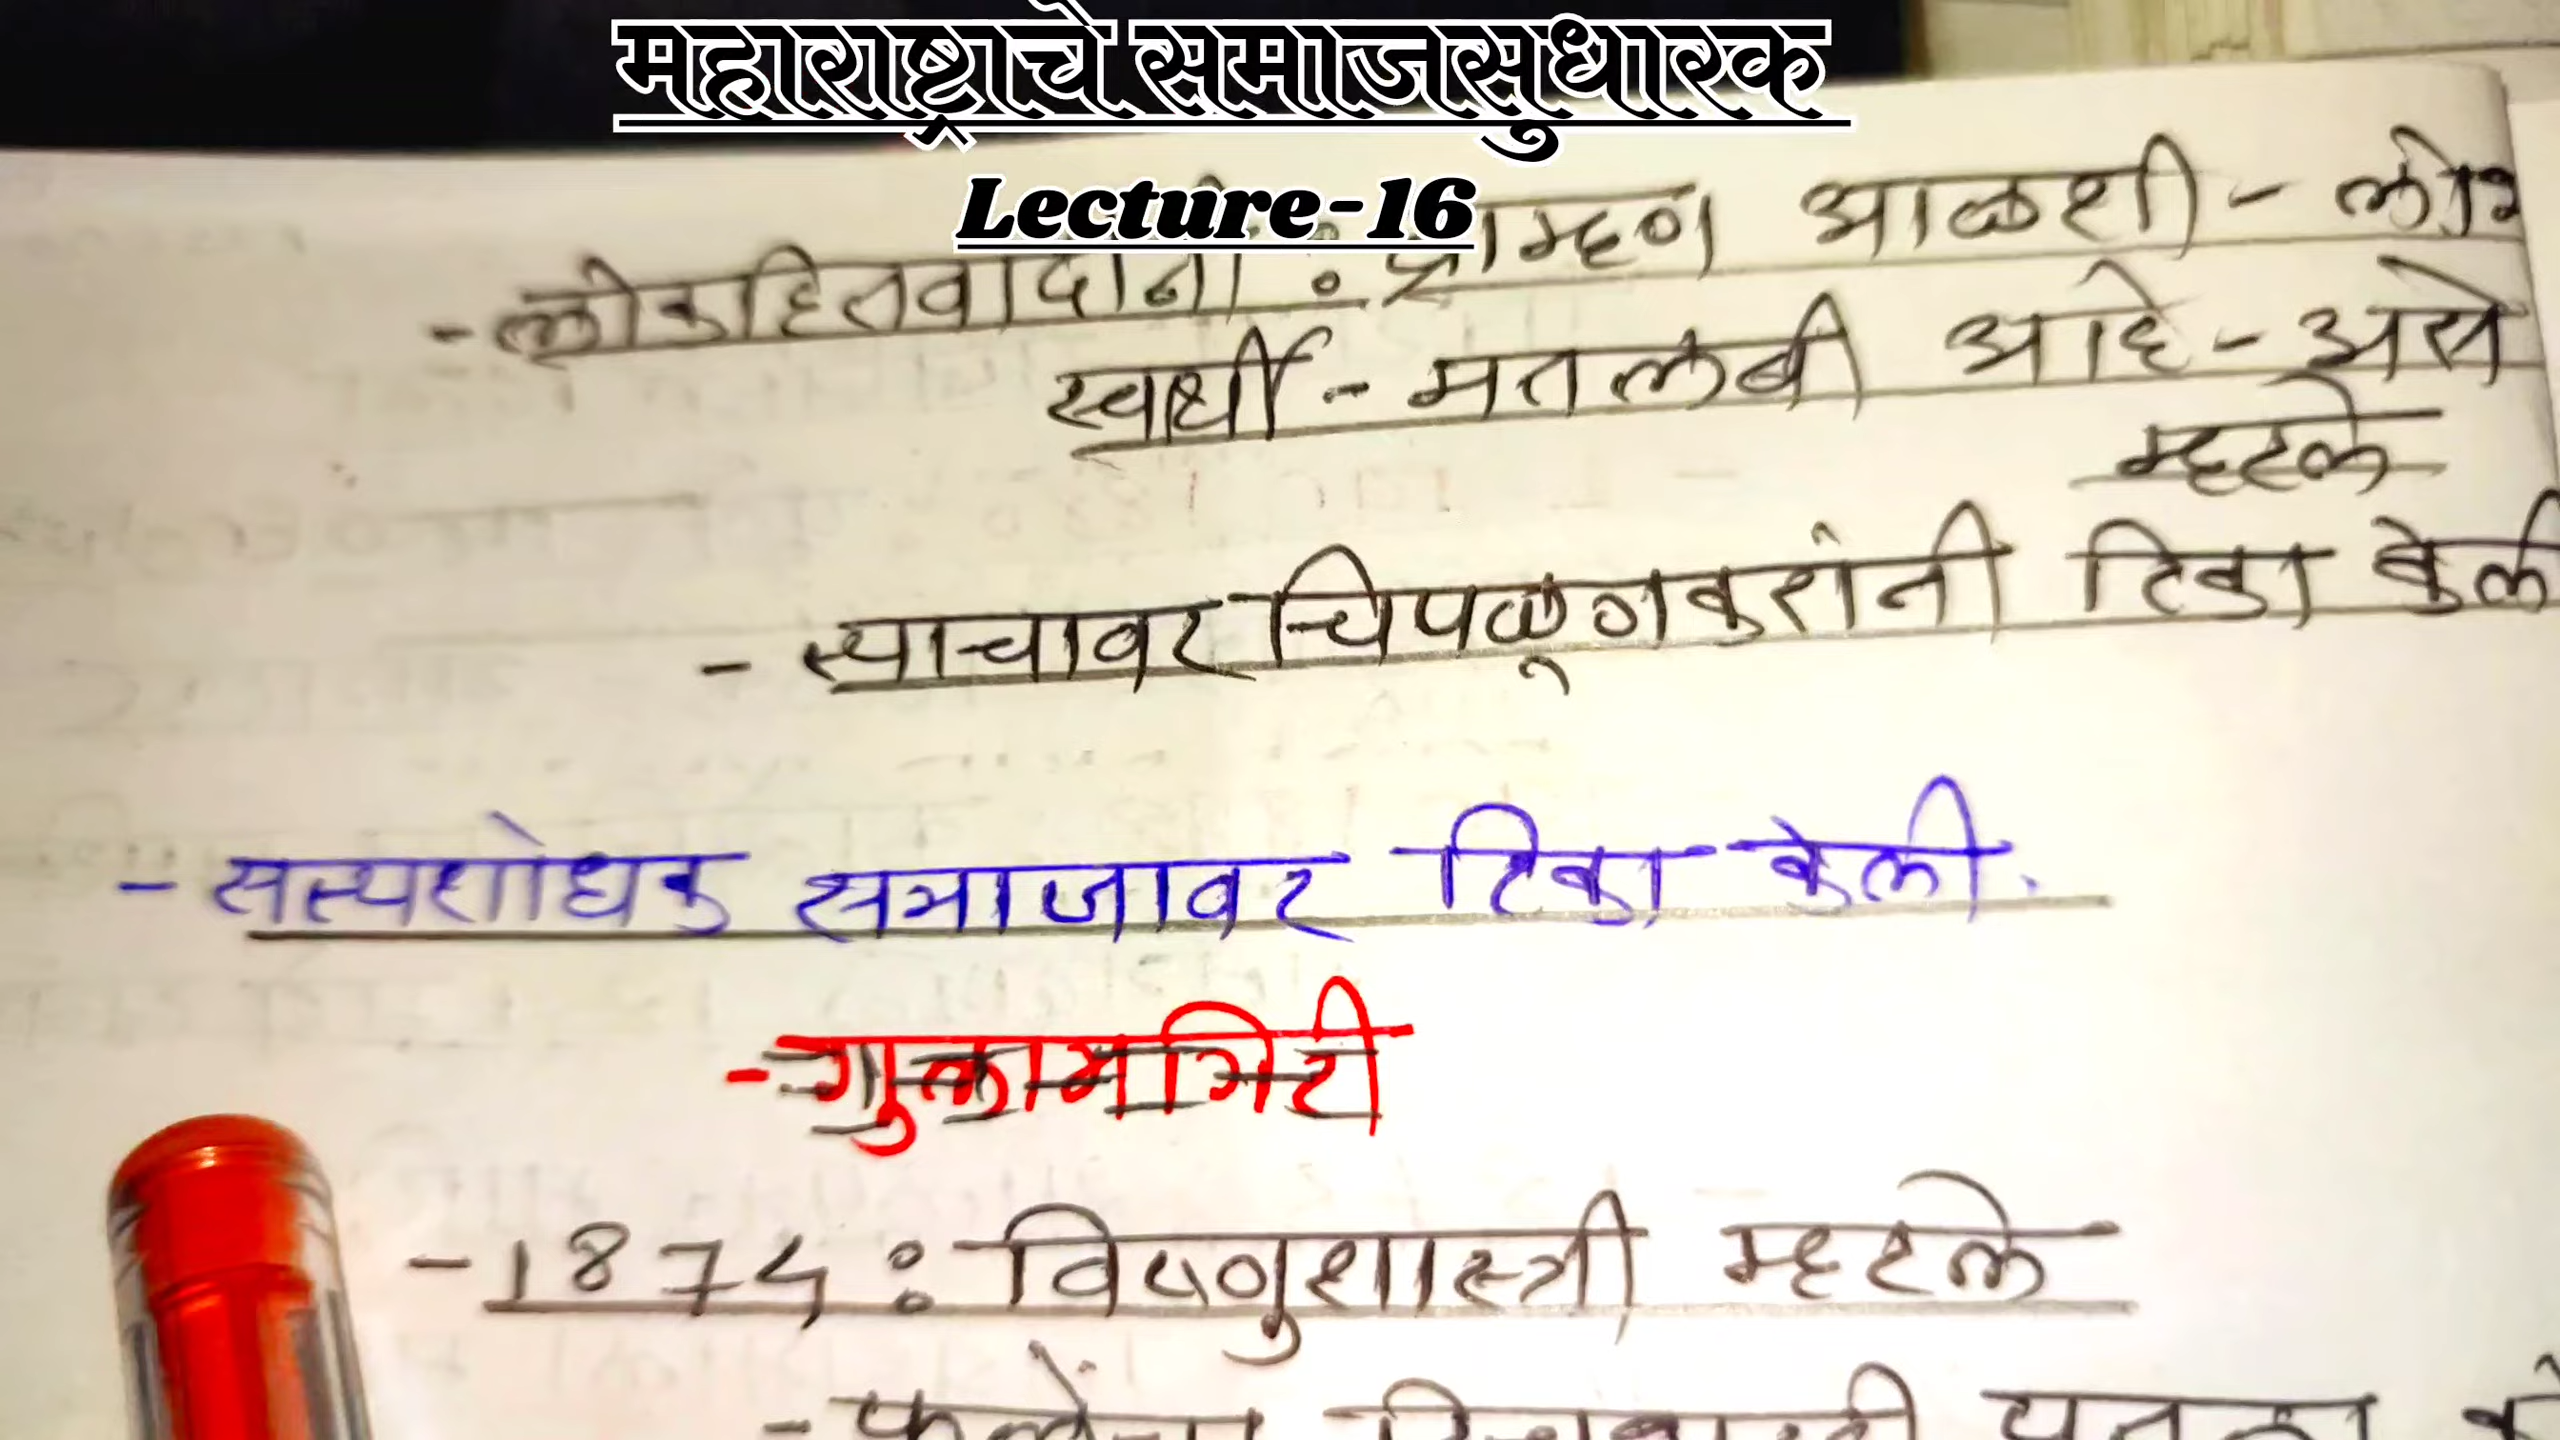 महाराष्ट्राचे समाजसुधारक
Lecture-16
- लोकहितवादींनी : ब्राम्हण आळशी -
स्वार्थी - मतलबी आहे - असे
म्हटले
- त्याचावर चिपळूणकरांनी टिका केली
- सत्यशोधक समाजावर टिका केली.
- गुलामगिरी
- 1874 : विष्णुशास्त्री म्हटले